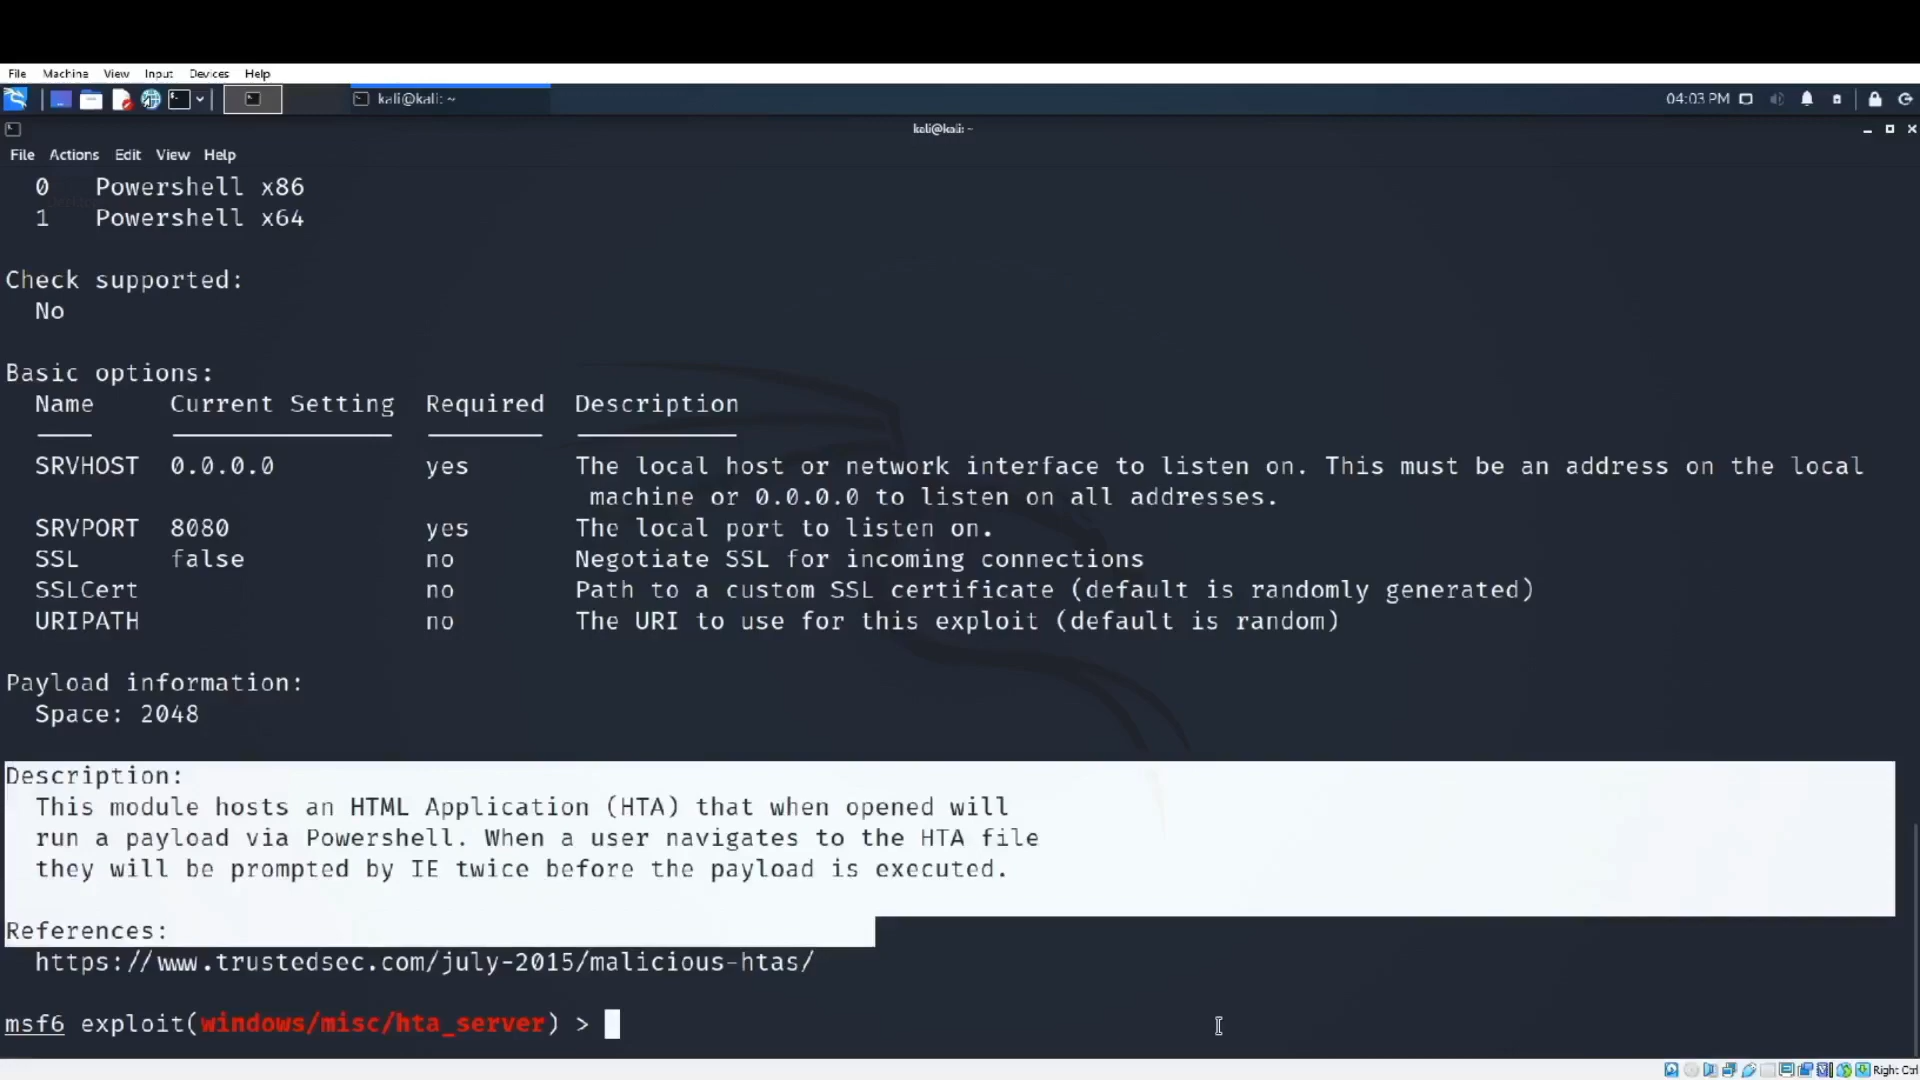 File Machine View Input Devices Help
kali@kali: ~
04:03 PM
kali@kali: ~
File Actions Edit View Help
0 Powershell x86
1 Powershell x64
Check supported:
No
Basic options:
Name Current Setting Required Description
SRVHOST 0.0.0.0 yes The local host or network interface to listen on. This must be an address on the local
machine or 0.0.0.0 to listen on all addresses.
SRVPORT 8080 yes The local port to listen on.
SSL false no Negotiate SSL for incoming connections
SSLCert no Path to a custom SSL certificate (default is randomly generated)
URIPATH no The URI to use for this exploit (default is random)
Payload information:
Space: 2048
Description:
This module hosts an HTML Application (HTA) that when opened will
run a payload via Powershell. When a user navigates to the HTA file
they will be prompted by IE twice before the payload is executed.
References:
https://www.trustedsec.com/july-2015/malicious-htas/
msf6 exploit(windows/misc/hta_server) >
Right Ctrl